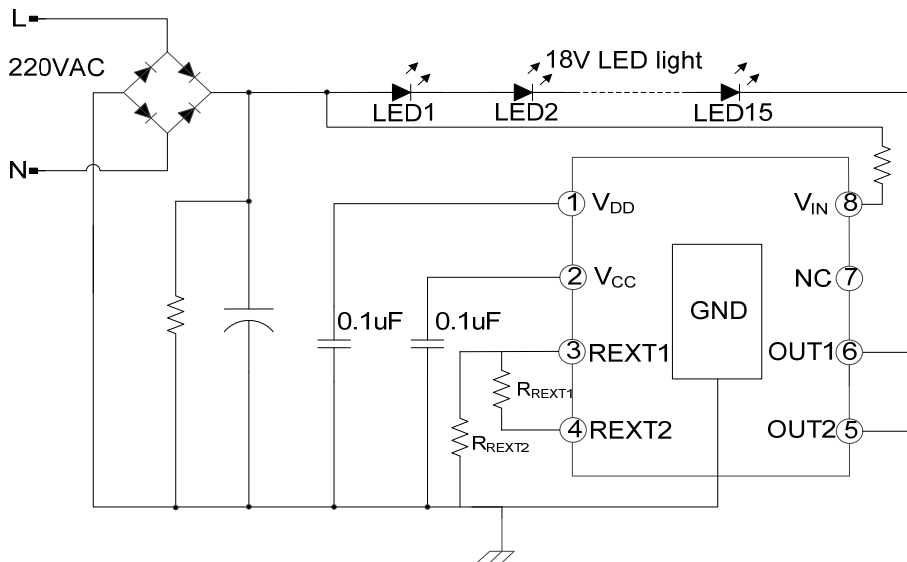 L
220VAC
N
18V LED light
LED1
LED2
LED15
1 VDD
VIN 8
2 VCC
NC 7
GND
0.1uF
0.1uF
3 REXT1
OUT1 6
RREXT1
4 REXT2
OUT2 5
RREXT2